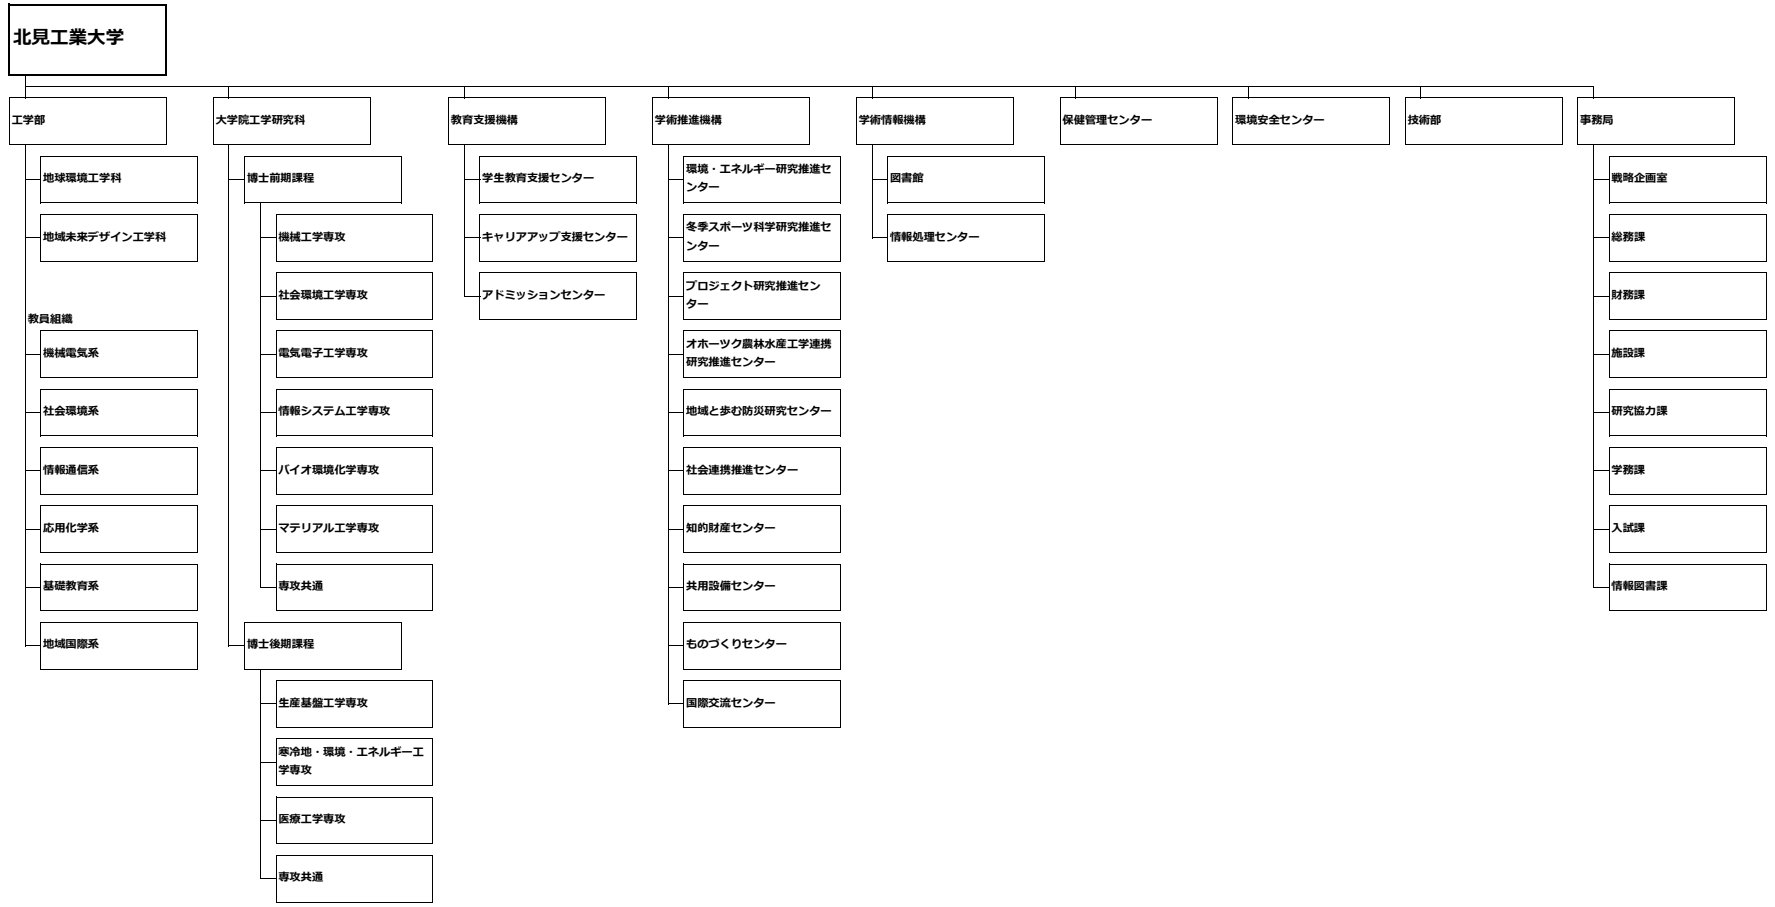 北見工業大学
工学部
地球環境工学科
地域未来デザイン工学科
教員組織
機械電気系
社会環境系
情報通信系
応用化学系
基礎教育系
地域国際系
大学院工学研究科
博士前期課程
機械工学専攻
社会環境工学専攻
電気電子工学専攻
情報システム工学専攻
バイオ環境化学専攻
マテリアル工学専攻
専攻共通
博士後期課程
生産基盤工学専攻
寒冷地・環境・エネルギー工
学専攻
医療工学専攻
専攻共通
教育支援機構
学生教育支援センター
キャリアアップ支援センター
アドミッションセンター
学術推進機構
環境・エネルギー研究推進セ
ンター
冬季スポーツ科学研究推進セ
ンター
プロジェクト研究推進セン
ター
オホーツク農林水産工学連携
研究推進センター
地域と歩む防災研究センター
社会連携推進センター
知的財産センター
共用設備センター
ものづくりセンター
国際交流センター
学術情報機構
図書館
情報処理センター
保健管理センター
環境安全センター
技術部
事務局
戦略企画室
総務課
財務課
施設課
研究協力課
学務課
入試課
情報図書課